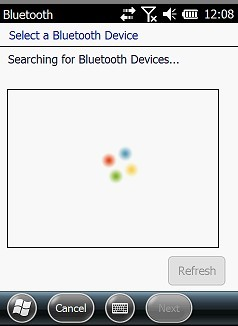 Bluetooth 12:08
Select a Bluetooth Device
Searching for Bluetooth Devices...
Refresh
Cancel Next